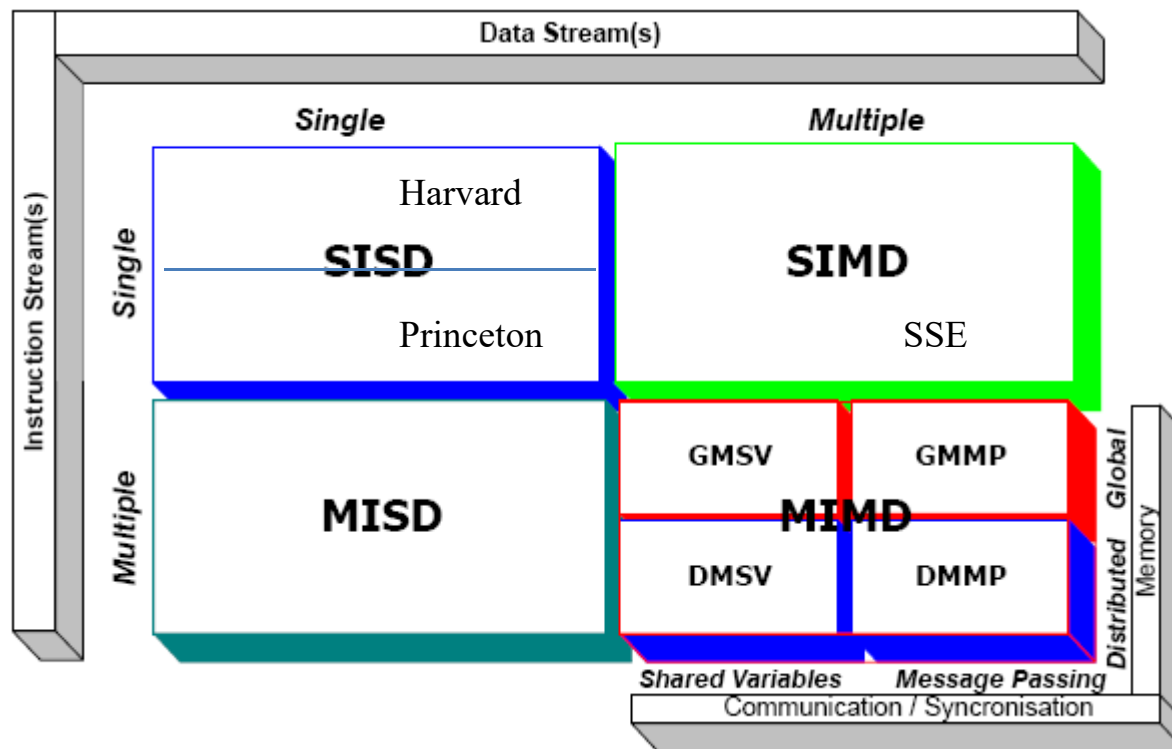 Data Stream(s)
Single
Multiple
Instruction Stream(s)
Single
Harvard
SISD
Princeton
SIMD
SSE
Multiple
MISD
GMSV
GMMP
MIMD
DMSV
DMMP
Global
Distributed
Memory
Shared Variables
Message Passing
Communication / Syncronisation